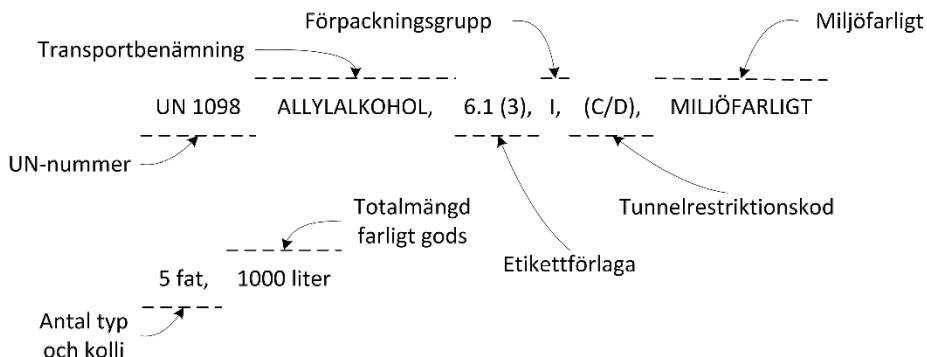 Förpackningsgrupp
Miljöfarligt
Transportbenämning
UN 1098 ALLYLALKOHOL, 6.1 (3), I, (C/D), MILJÖFARLIGT
UN-nummer
Tunnelrestriktionskod
Totalmängd
farligt gods
Etikettförlaga
5 fat, 1000 liter
Antal typ
och kolli